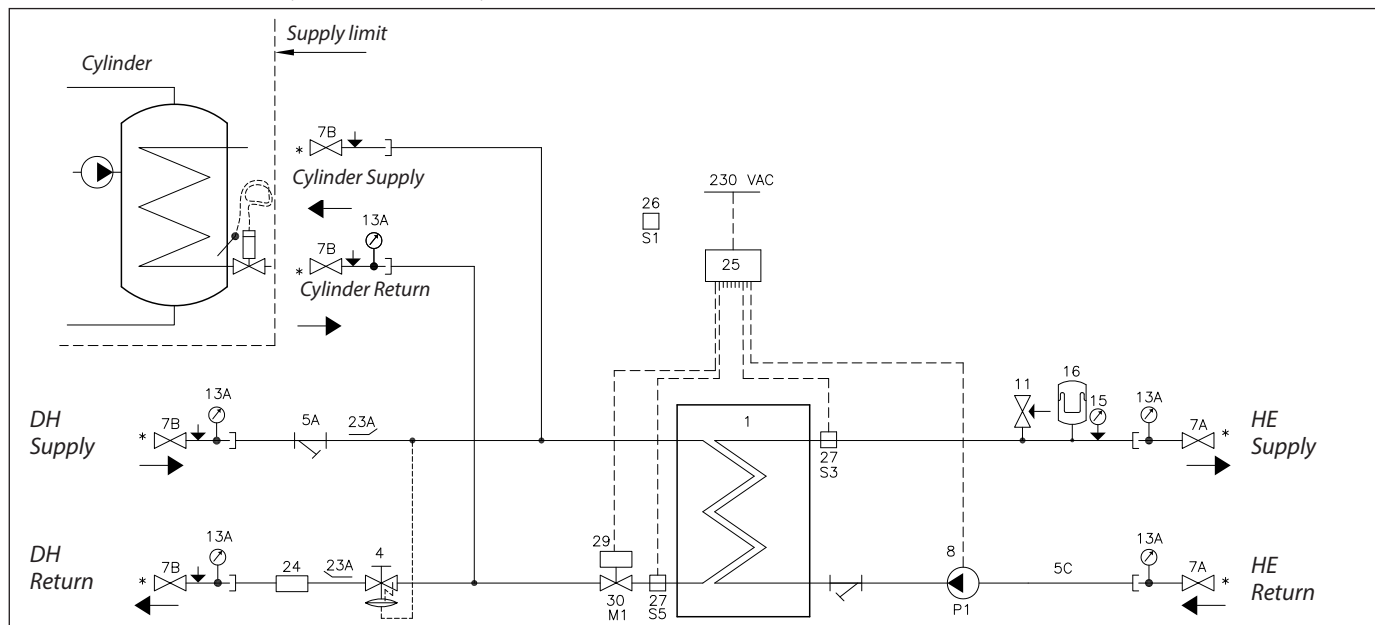 Supply limit
Cylinder
7B
*
Cylinder Supply
230 VAC
26
S1
13A
7B
*
25
Cylinder Return
DH Supply
13A
7B
*
5A
23A
1
27
S3
11
16
15
13A
7A
*
HE Supply
DH Return
13A
7B
*
24
23A
4
29
30
M1
27
S5
8
P1
5C
13A
7A
*
HE Return